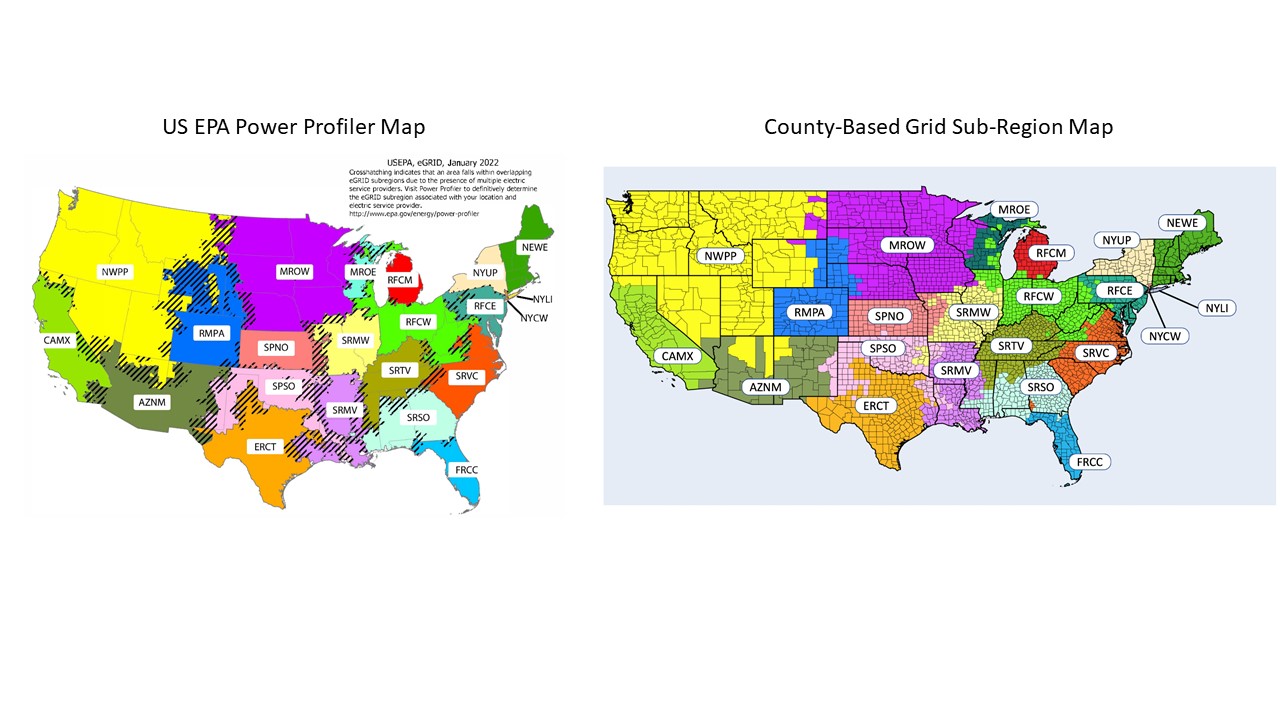 US EPA Power Profiler Map
County-Based Grid Sub-Region Map
USEPA, eGRID, January 2022
Crosshatching indicates that an area falls within overlapping
eGRID subregions due to the presence of multiple electric
service providers. Visit Power Profiler to definitively determine
the eGRID subregion associated with your location and
electric service provider.
http://www.epa.gov/energy/power-profiler
NWPP
MROW
MROE
RFCM
NYUP
NEWE
NYLI
NYCW
RFCE
RFCW
CAMX
RMPA
SPNO
SRMW
SRTV
SRVC
SPSO
AZNM
SRMV
SRSO
ERCT
FRCC
MROE
NEWE
NYUP
MROW
RFCM
NWPP
RFCE
RFCW
NYLI
RMPA
SPNO
SRMW
NYCW
SRTV
SPSO
SRVC
CAMX
SRMV
AZNM
SRSO
ERCT
FRCC